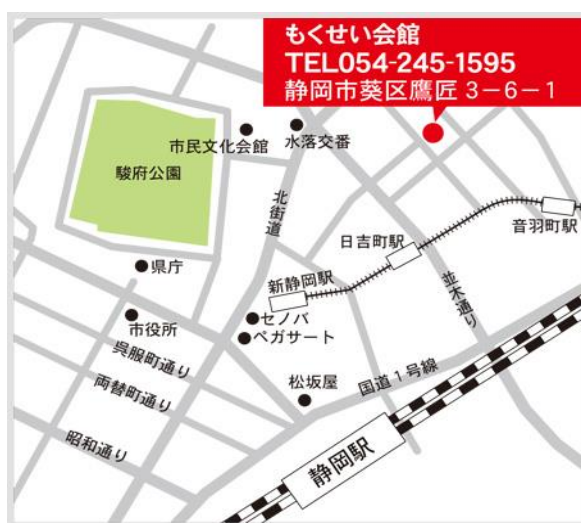 もくせい会館
TEL054-245-1595
静岡市葵区鷹匠 3－6－1
市民文化会館
水落交番
駿府公園
北街道
音羽町駅
日吉町駅
県庁
新静岡駅
並木通り
市役所
セノバ
ペガサート
呉服町通り
国道1号線
両替町通り
松坂屋
昭和通り
静岡駅